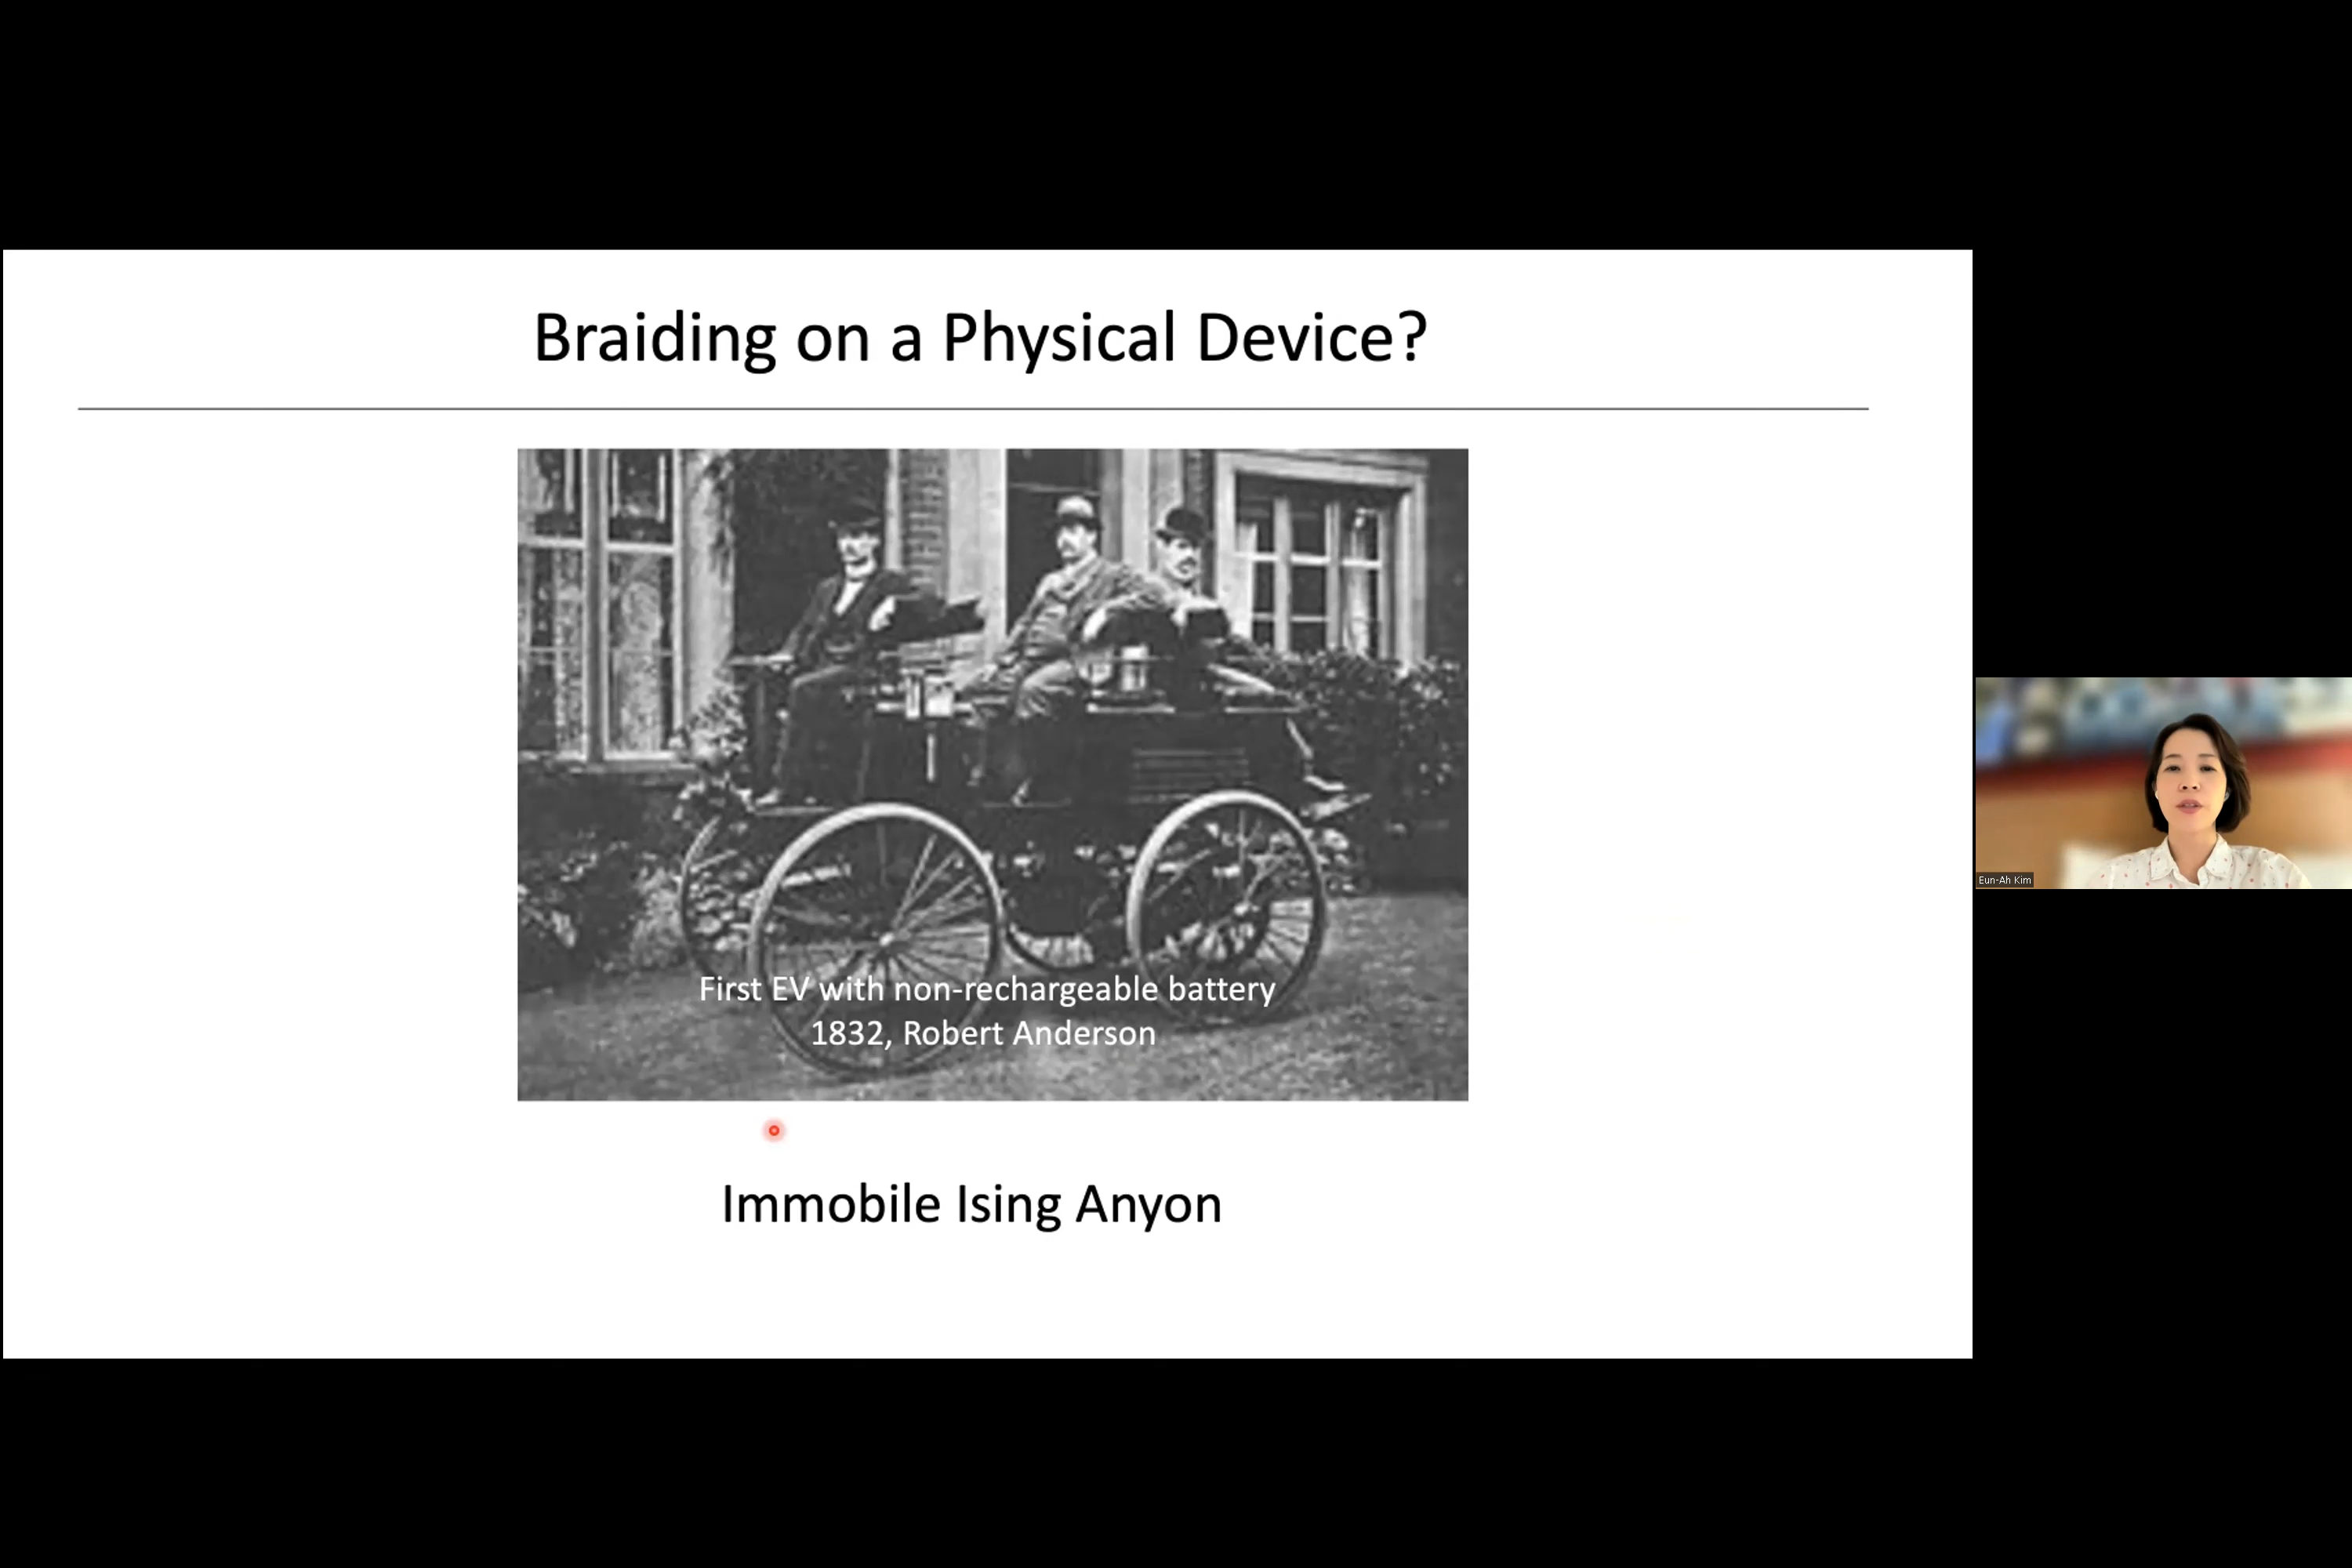 Braiding on a Physical Device?
First EV with non-rechargeable battery
1832, Robert Anderson
Immobile Ising Anyon
Eun-Ah Kim